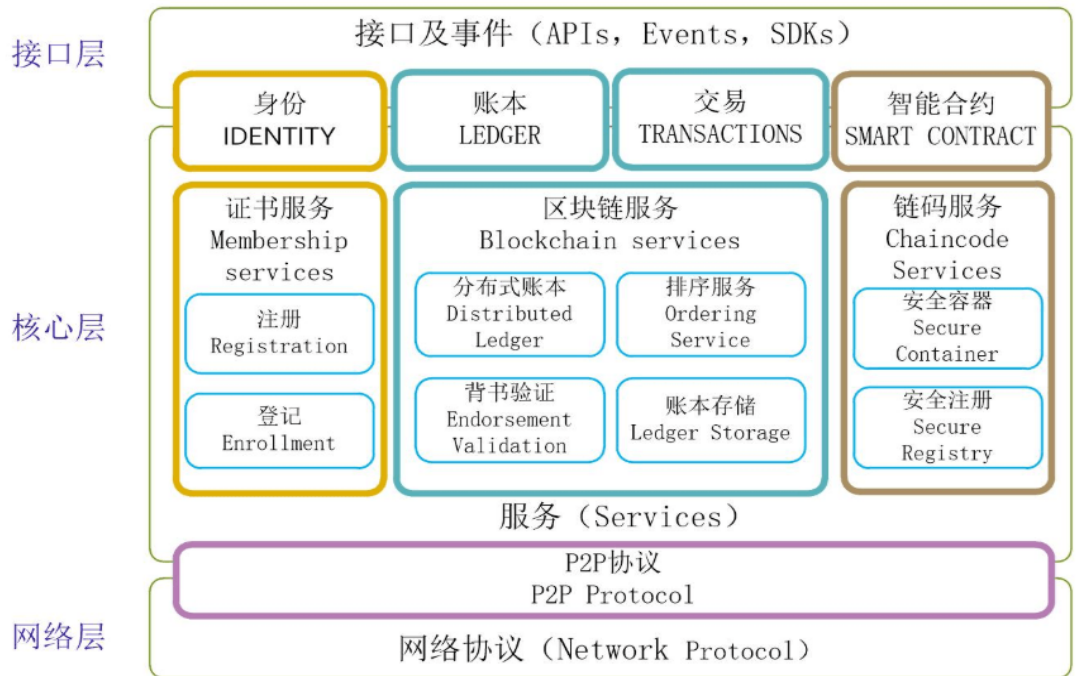 接口层
接口及事件（APIs，Events，SDKs）
身份
IDENTITY
账本
LEDGER
交易
TRANSACTIONS
智能合约
SMART CONTRACT
核心层
证书服务
Membership
services
注册
Registration
登记
Enrollment
区块链服务
Blockchain services
分布式账本
Distributed
Ledger
排序服务
Ordering
Service
背书验证
Endorsement
Validation
账本存储
Ledger Storage
链码服务
Chaincode
Services
安全容器
Secure
Container
安全注册
Secure
Registry
服务（Services）
P2P协议
P2P Protocol
网络层
网络协议（Network Protocol）